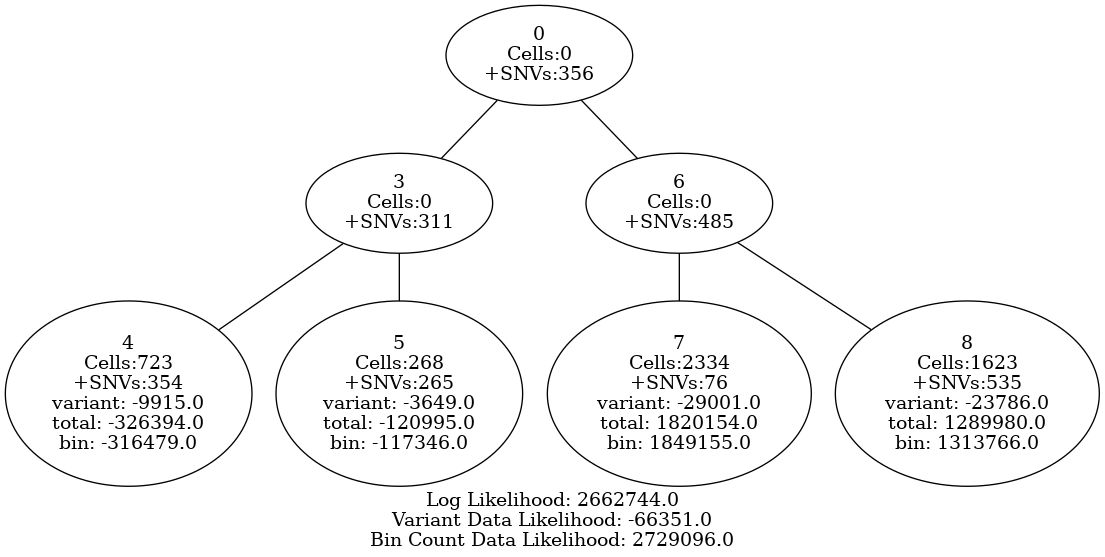 0
Cells:0
+SNVs:356
3
Cells:0
+SNVs:311
6
Cells:0
+SNVs:485
4
Cells:723
+SNVs:354
variant: -9915.0
total: -326394.0
bin: -316479.0
5
Cells:268
+SNVs:265
variant: -3649.0
total: -120995.0
bin: -117346.0
7
Cells:2334
+SNVs:76
variant: -29001.0
total: 1820154.0
bin: 1849155.0
8
Cells:1623
+SNVs:535
variant: -23786.0
total: 1289980.0
bin: 1313766.0
Log Likelihood: 2662744.0
Variant Data Likelihood: -66351.0
Bin Count Data Likelihood: 2729096.0